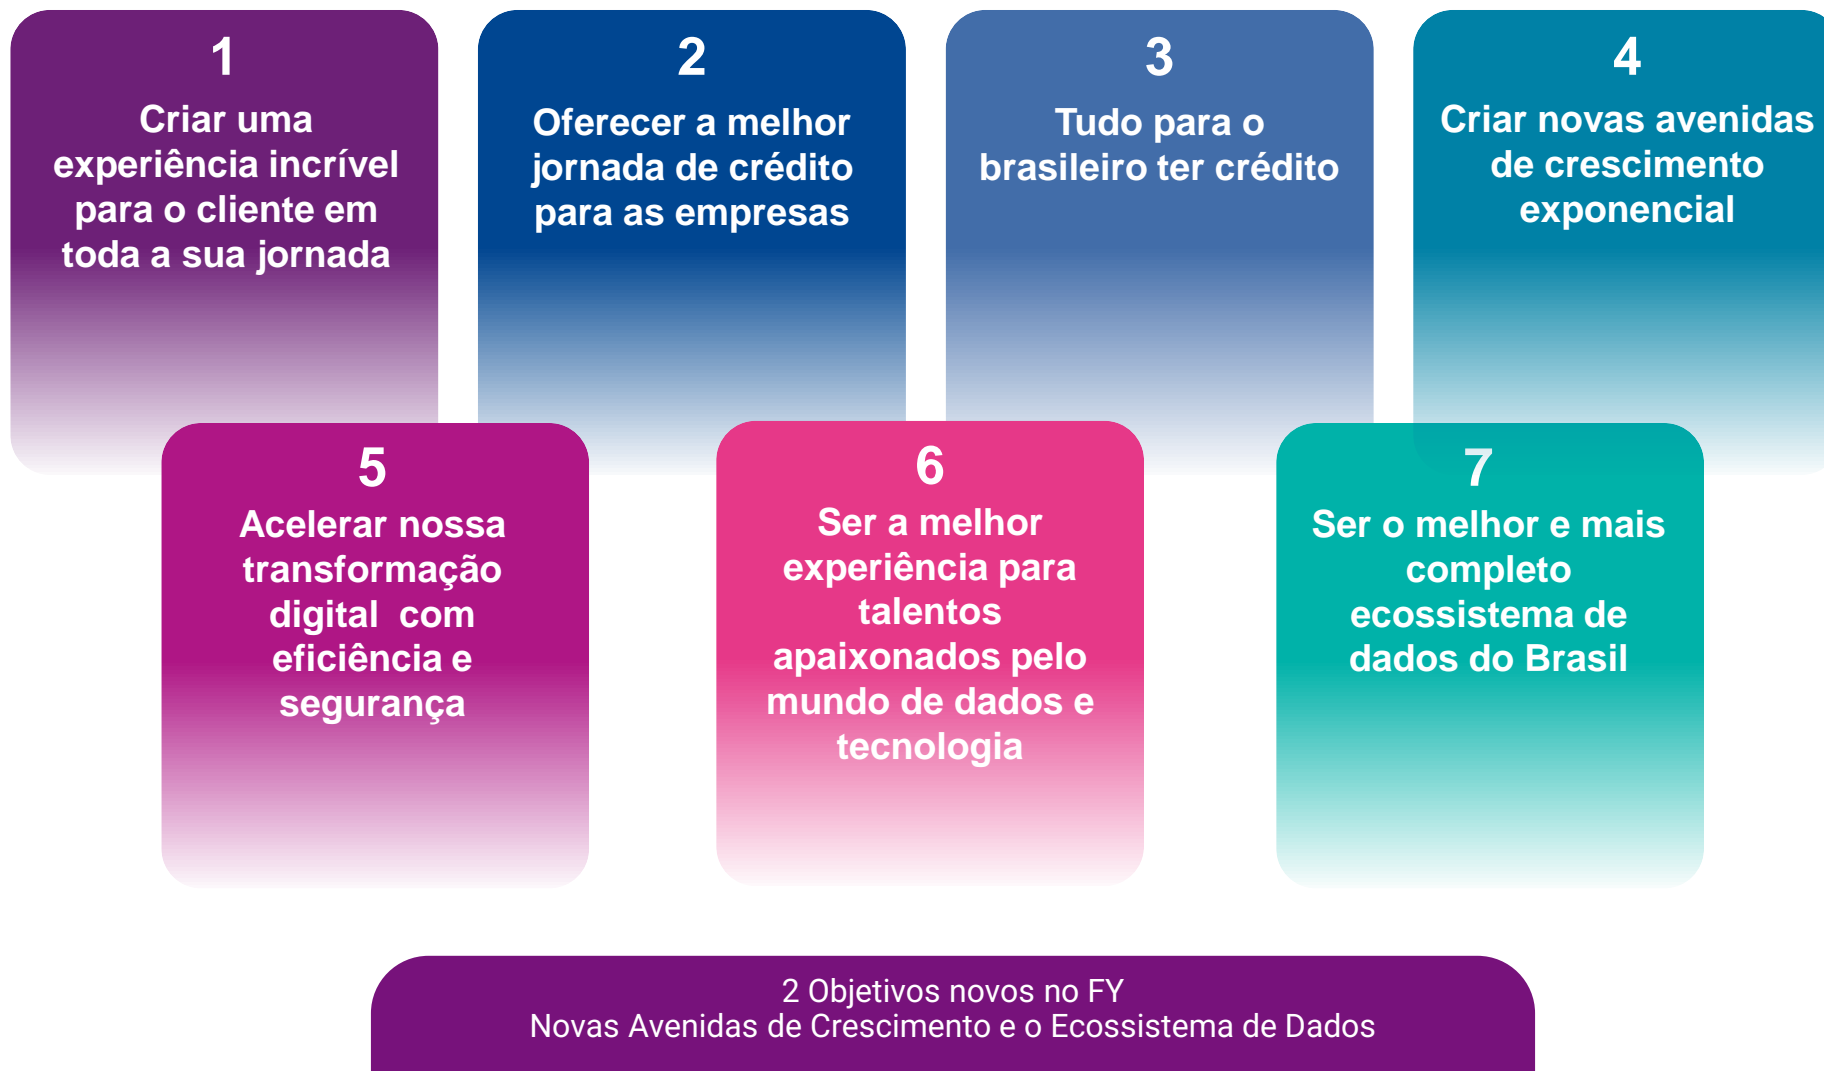 1
Criar uma
experiência incrível
para o cliente em
toda a sua jornada
2
Oferecer a melhor
jornada de crédito
para as empresas
3
Tudo para o
brasileiro ter crédito
4
Criar novas avenidas
de crescimento
exponencial
5
Acelerar nossa
transformação
digital  com
eficiência e
segurança
6
Ser a melhor
experiência para
talentos
apaixonados pelo
mundo de dados e
tecnologia
7
Ser o melhor e mais
completo
ecossistema de
dados do Brasil
2 Objetivos novos no FY
Novas Avenidas de Crescimento e o Ecossistema de Dados